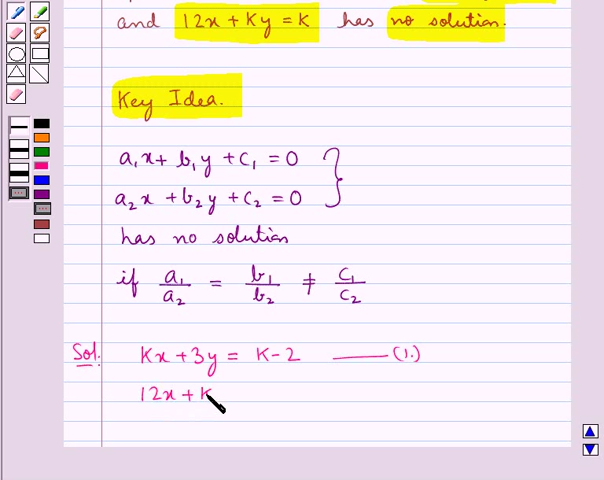 and 12x + Ky = K has no solution.
Key Idea.
a₁x + b₁y + c₁ = 0
a₂x + b₂y + c₂ = 0
has no solution
if a₁/a₂ = b₁/b₂ ≠ c₁/c₂
Sol. Kx + 3y = K - 2 —— (1.)
12x + K